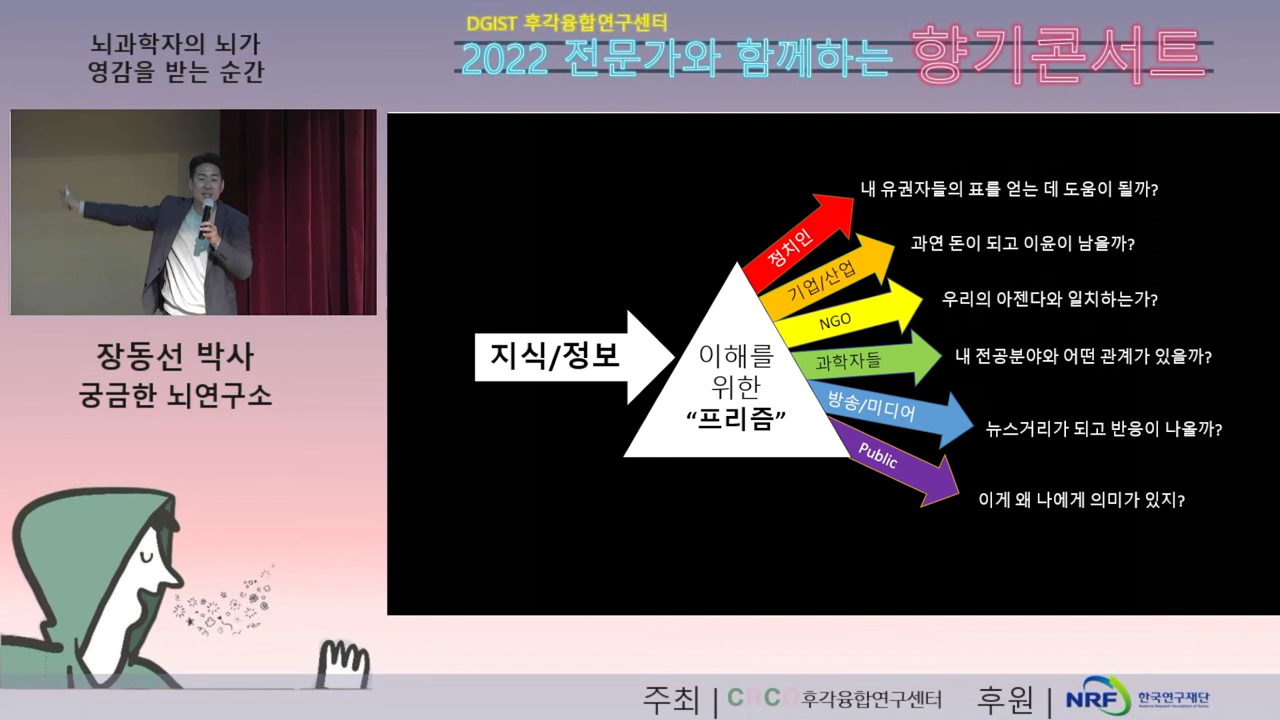 뇌과학자의 뇌가
영감을 받는 순간
DGIST 후각융합연구센터
2022 전문가와 함께하는 향기콘서트
장동선 박사
궁금한 뇌연구소
지식/정보
이해를
위한
“프리즘”
정치인
내 유권자들의 표를 얻는 데 도움이 될까?
기업/산업
과연 돈이 되고 이윤이 남을까?
NGO
우리의 아젠다와 일치하는가?
과학자들
내 전공분야와 어떤 관계가 있을까?
방송/미디어
뉴스거리가 되고 반응이 나올까?
Public
이게 왜 나에게 의미가 있지?
주최 | CRCO 후각융합연구센터
후원 | NRF 한국연구재단
National Research Foundation of Korea